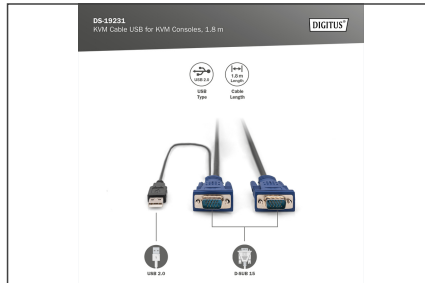 DS-19231
KVM Cable USB for KVM Consoles, 1.8 m
DIGITUS®
USB 2.0
1.8 m
Length
USB
Type
Cable
Length
USB 2.0
D-SUB 15